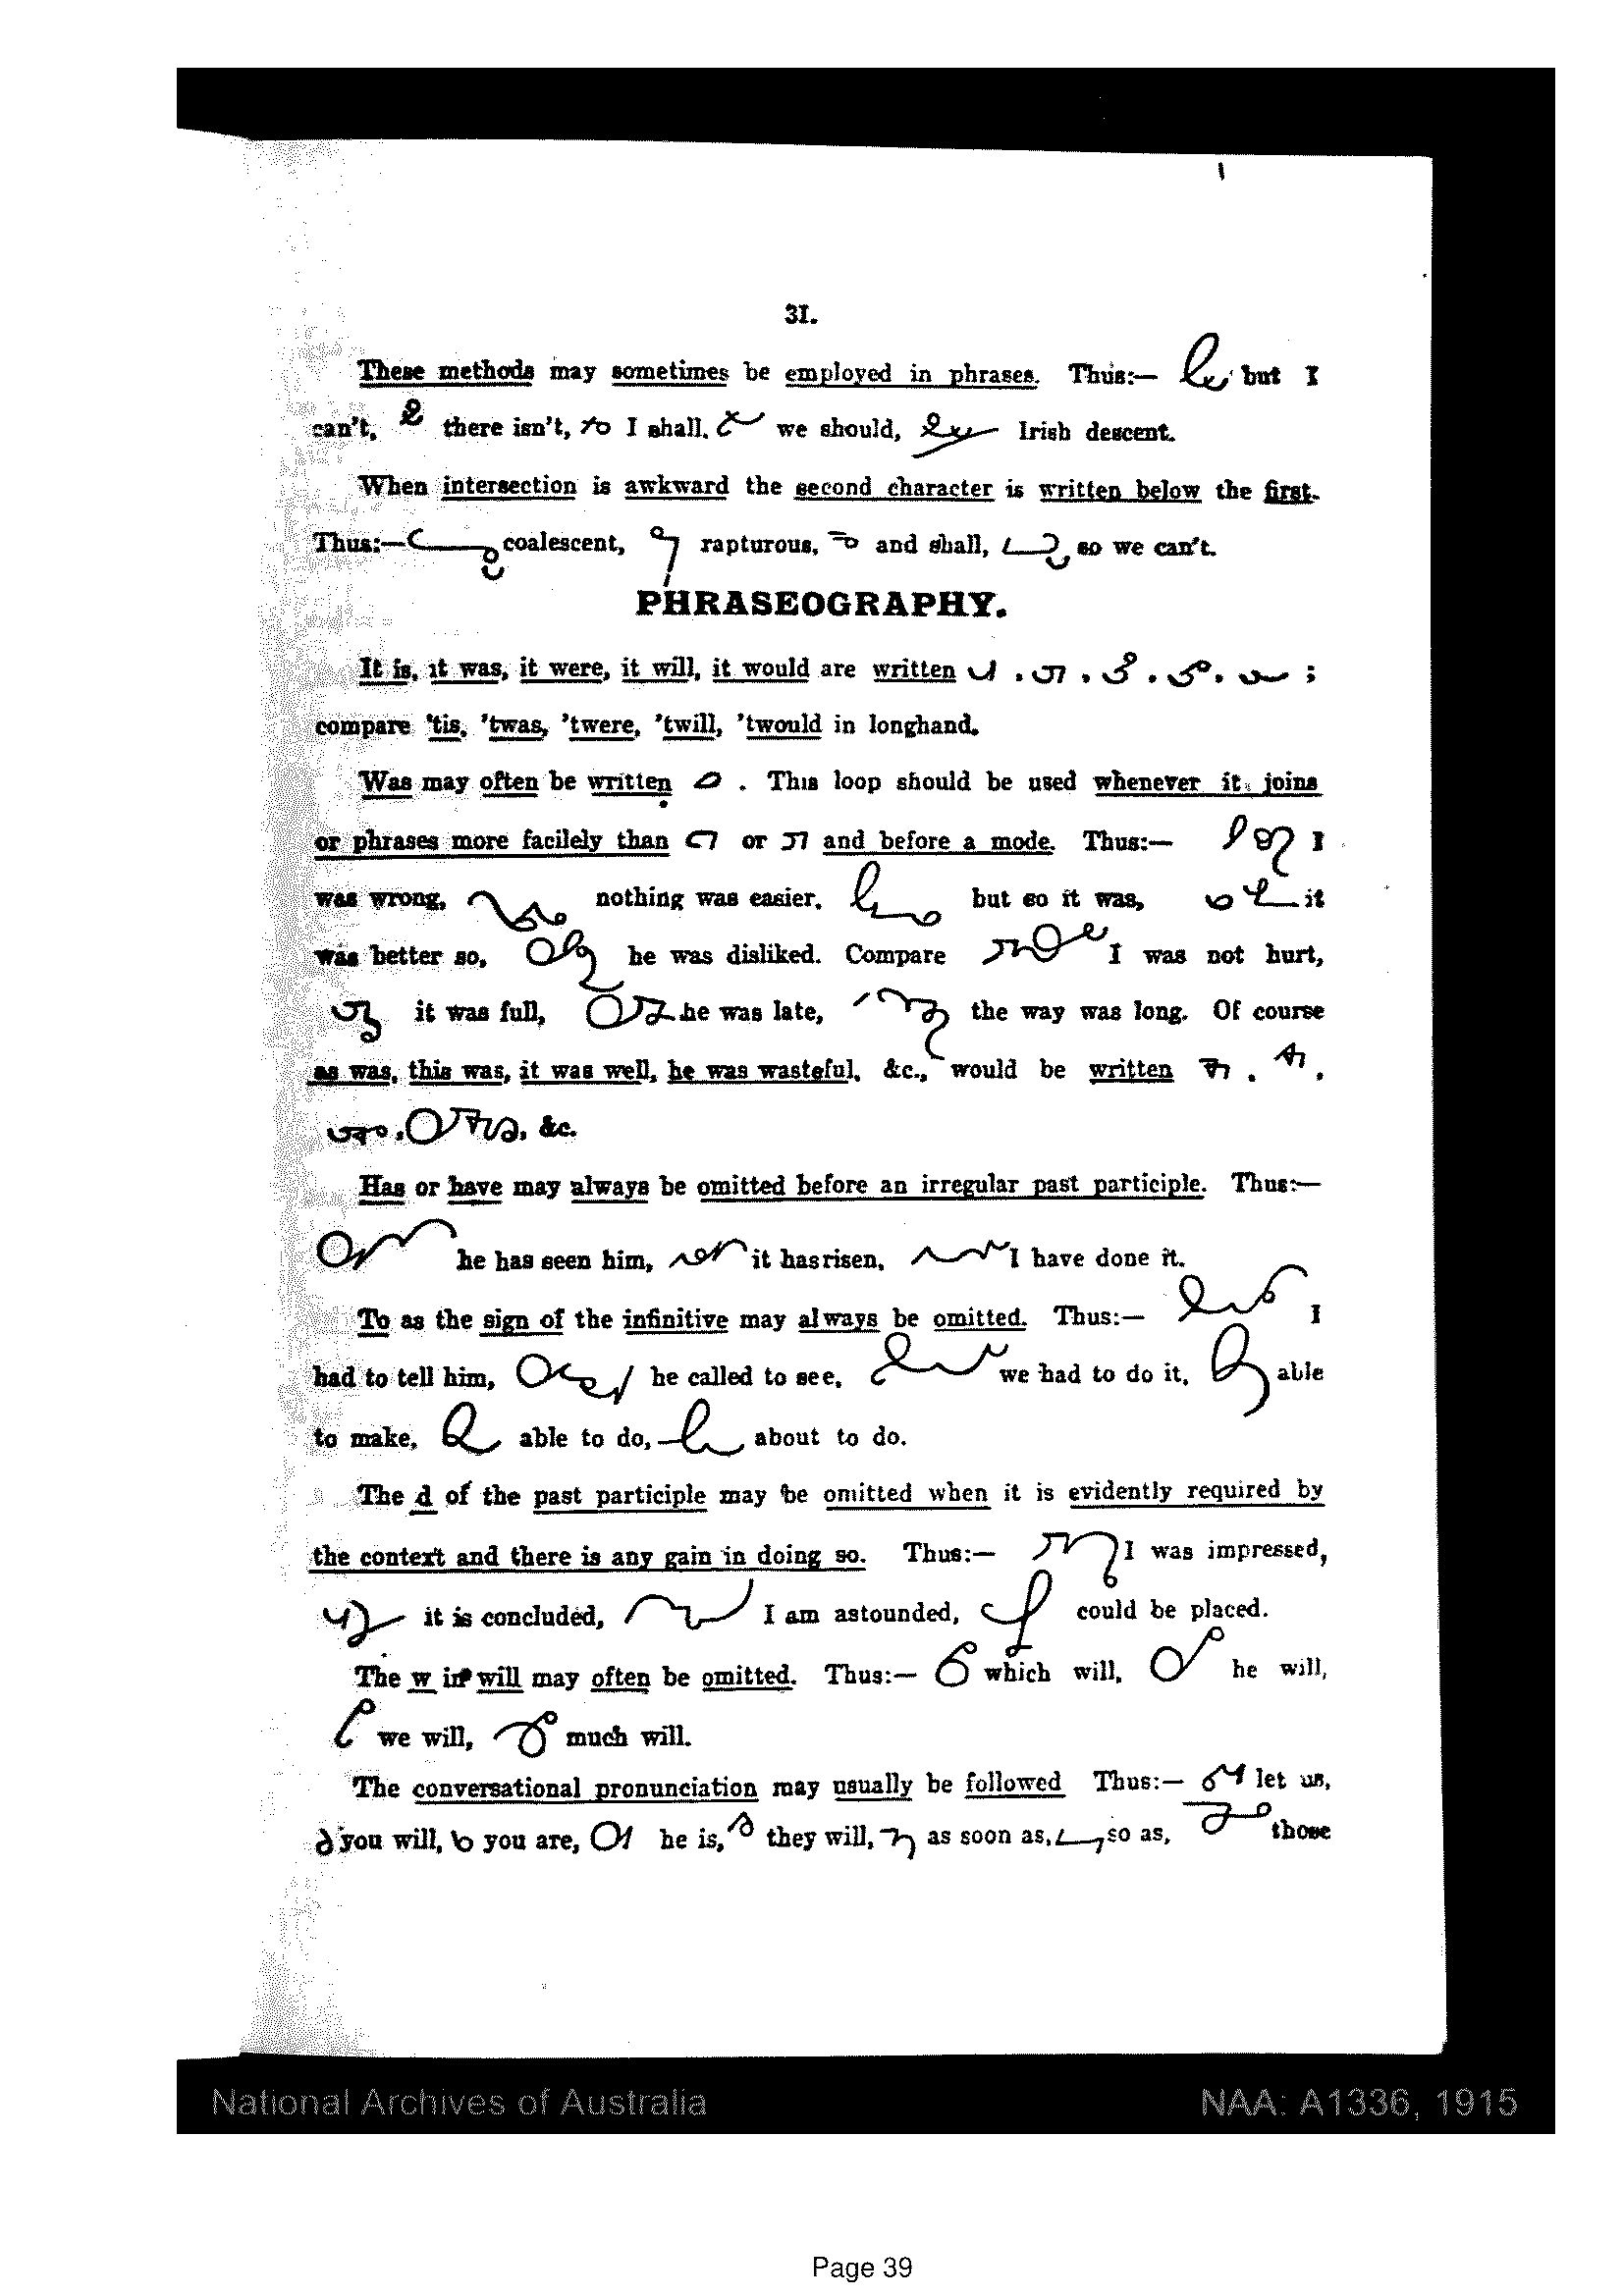 31.
These methods may sometimes be employed in phrases. Thus:— but I
can't, there isn't, I shall. we should, Irish descent.
When intersection is awkward the second character is written below the first.
Thus:— coalescent, rapturous, and shall, so we can't.
PHRASEOGRAPHY.
It is, it was, it were, it will, it would are written . . . . ;
compare 'tis, 'twas, 'twere, 'twill, 'twould in longhand.
Was may often be written . This loop should be used whenever it joins
or phrases more facilely than or and before a mode. Thus:— I
was wrong, nothing was easier, but so it was, it
was better so, he was disliked. Compare I was not hurt,
it was full, he was late, the way was long. Of course
as was, this was, it was well, he was wasteful, &c., would be written . .
. , &c.
Has or have may always be omitted before an irregular past participle. Thus:—
he has seen him, it has risen, I have done it.
To as the sign of the infinitive may always be omitted. Thus:— I
had to tell him, he called to see, we had to do it, able
to make, able to do, about to do.
The d of the past participle may be omitted when it is evidently required by
the context and there is any gain in doing so. Thus:— I was impressed,
it is concluded, I am astounded, could be placed.
The w in will may often be omitted. Thus:— which will, he will,
we will, much will.
The conversational pronunciation may usually be followed Thus:— let us,
you will, you are, he is, they will, as soon as, so as, those
National Archives of Australia NAA: A1336, 1915
Page 39